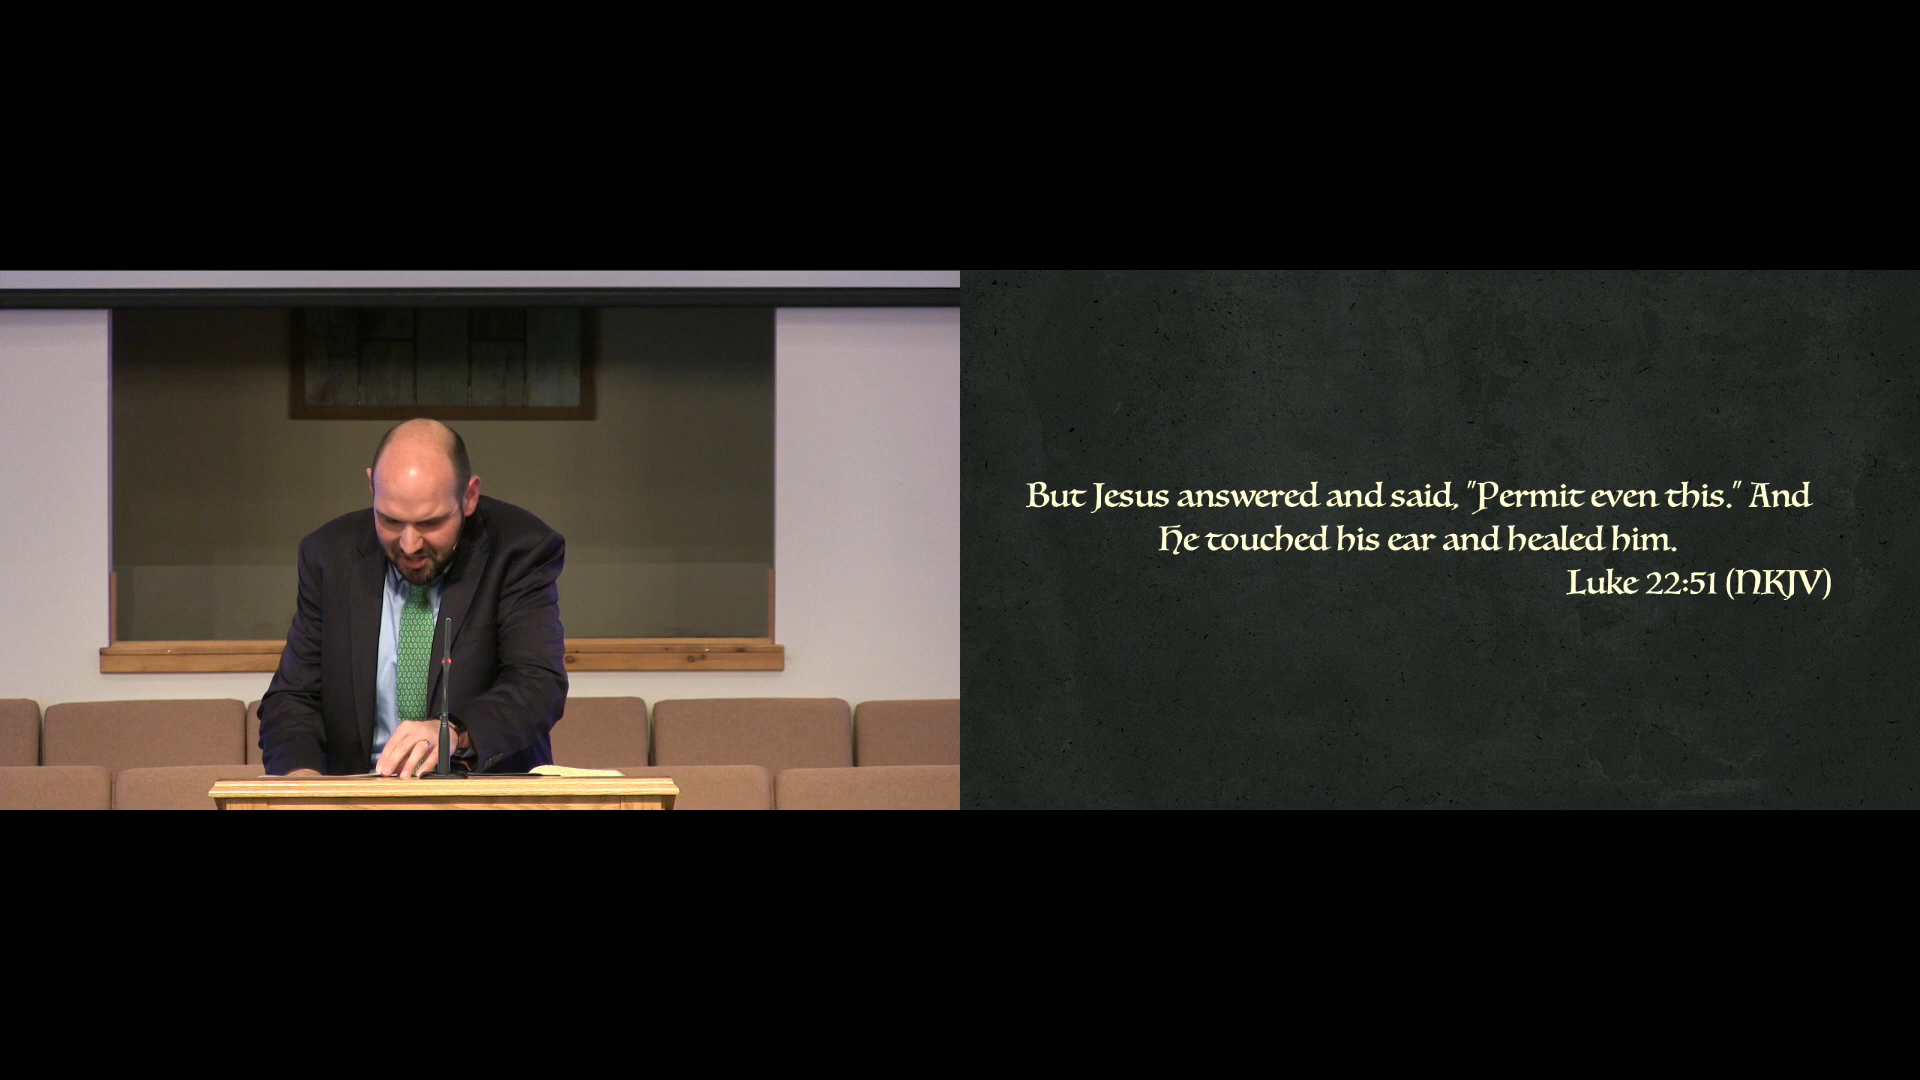 But Jesus answered and said, "Permit even this." And
He touched his ear and healed him.
Luke 22:51 (NKJV)